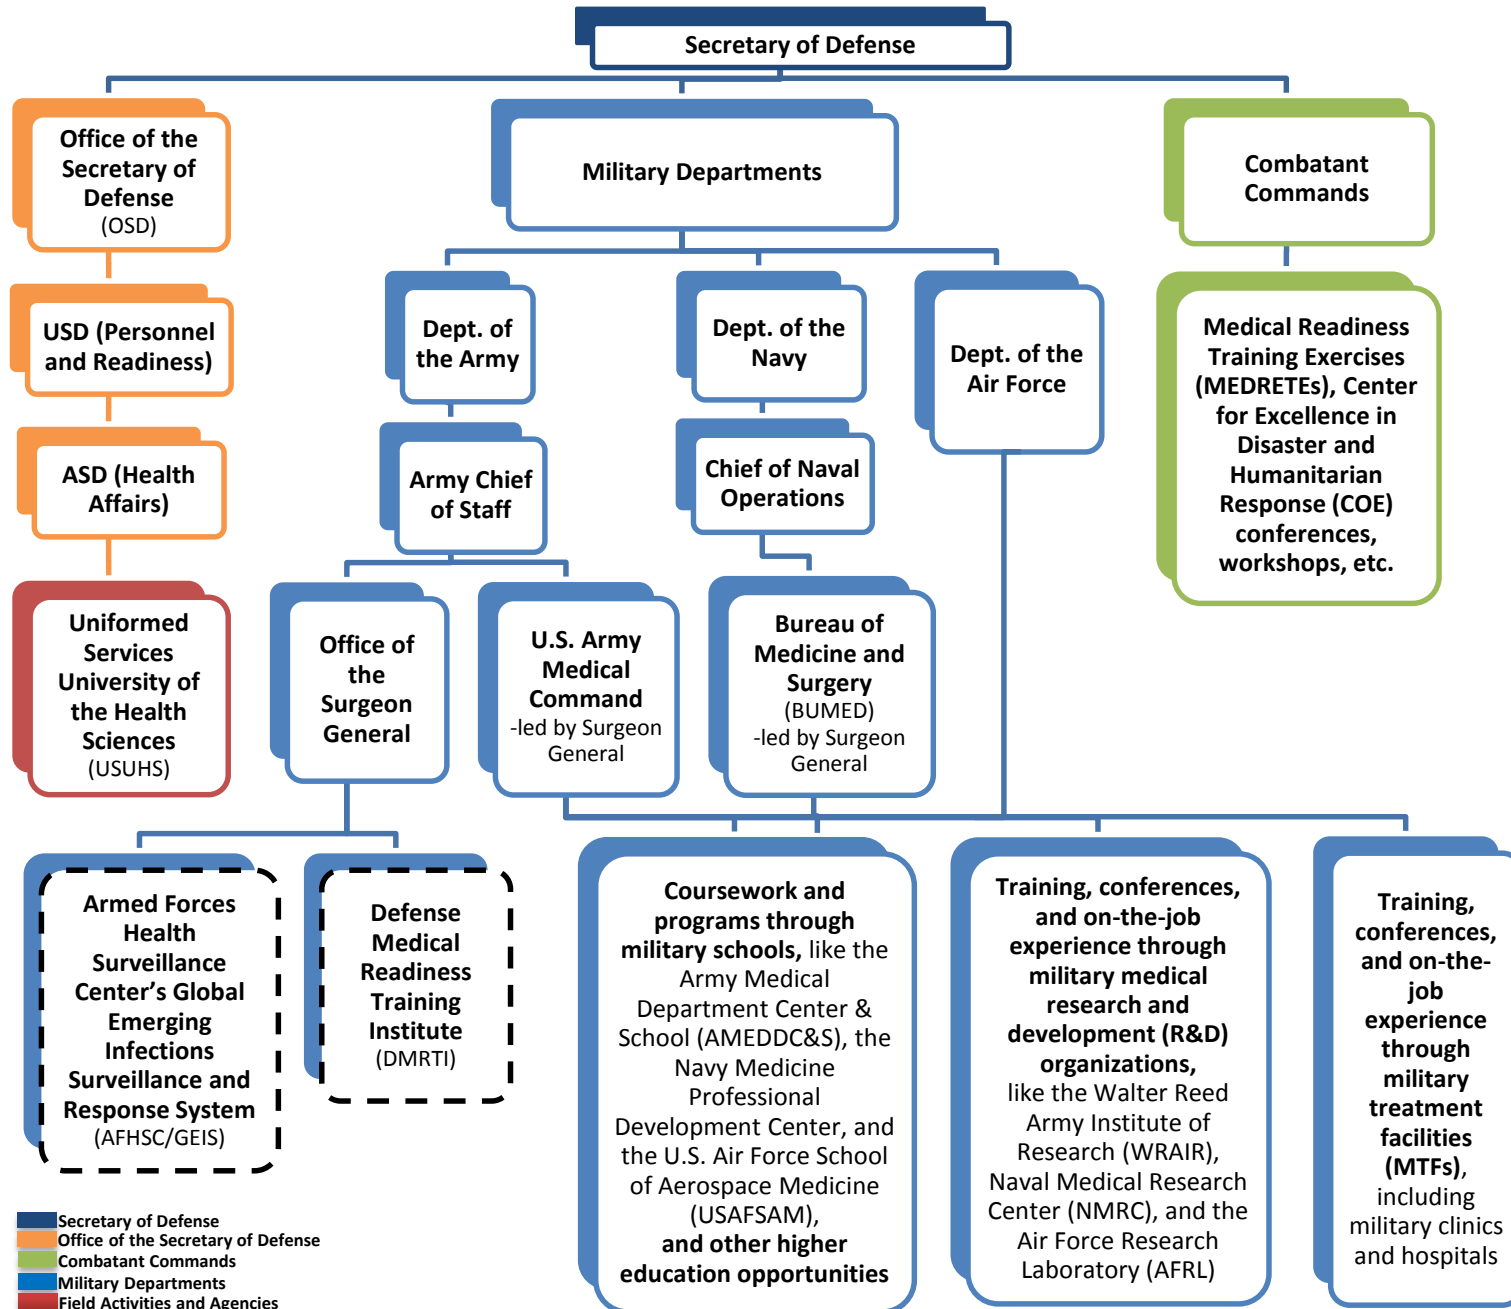 Secretary of Defense
Office of the
Secretary of
Defense
(OSD)
Military Departments
Combatant
Commands
USD (Personnel
and Readiness)
Dept. of
the Army
Dept. of the
Navy
Dept. of the
Air Force
Medical Readiness
Training Exercises
(MEDRETEs), Center
for Excellence in
Disaster and
Humanitarian
Response (COE)
conferences,
workshops, etc.
ASD (Health
Affairs)
Army Chief
of Staff
Chief of Naval
Operations
Uniformed
Services
University of
the Health
Sciences
(USUHS)
Office of
the
Surgeon
General
U.S. Army
Medical
Command
-led by Surgeon
General
Bureau of
Medicine and
Surgery
(BUMED)
-led by Surgeon
General
Armed Forces
Health
Surveillance
Center’s Global
Emerging
Infections
Surveillance and
Response System
(AFHSC/GEIS)
Defense
Medical
Readiness
Training
Institute
(DMRTI)
Coursework and
programs through
military schools, like the
Army Medical
Department Center &
School (AMEDDC&S), the
Navy Medicine
Professional
Development Center, and
the U.S. Air Force School
of Aerospace Medicine
(USAFSAM),
and other higher
education opportunities
Training, conferences,
and on-the-job
experience through
military medical
research and
development (R&D)
organizations,
like the Walter Reed
Army Institute of
Research (WRAIR),
Naval Medical Research
Center (NMRC), and the
Air Force Research
Laboratory (AFRL)
Training,
conferences,
and on-the-
job
experience
through
military
treatment
facilities
(MTFs),
including
military clinics
and hospitals
Secretary of Defense
Office of the Secretary of Defense
Combatant Commands
Military Departments
Field Activities and Agencies